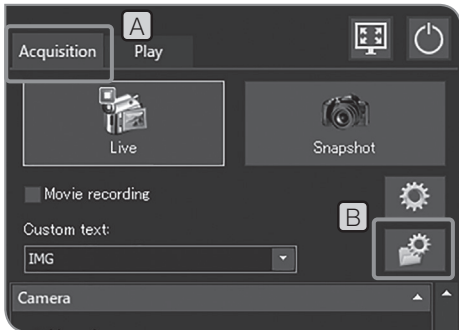 A
Acquisition Play
Live Snapshot
Movie recording
B
Custom text:
IMG
Camera